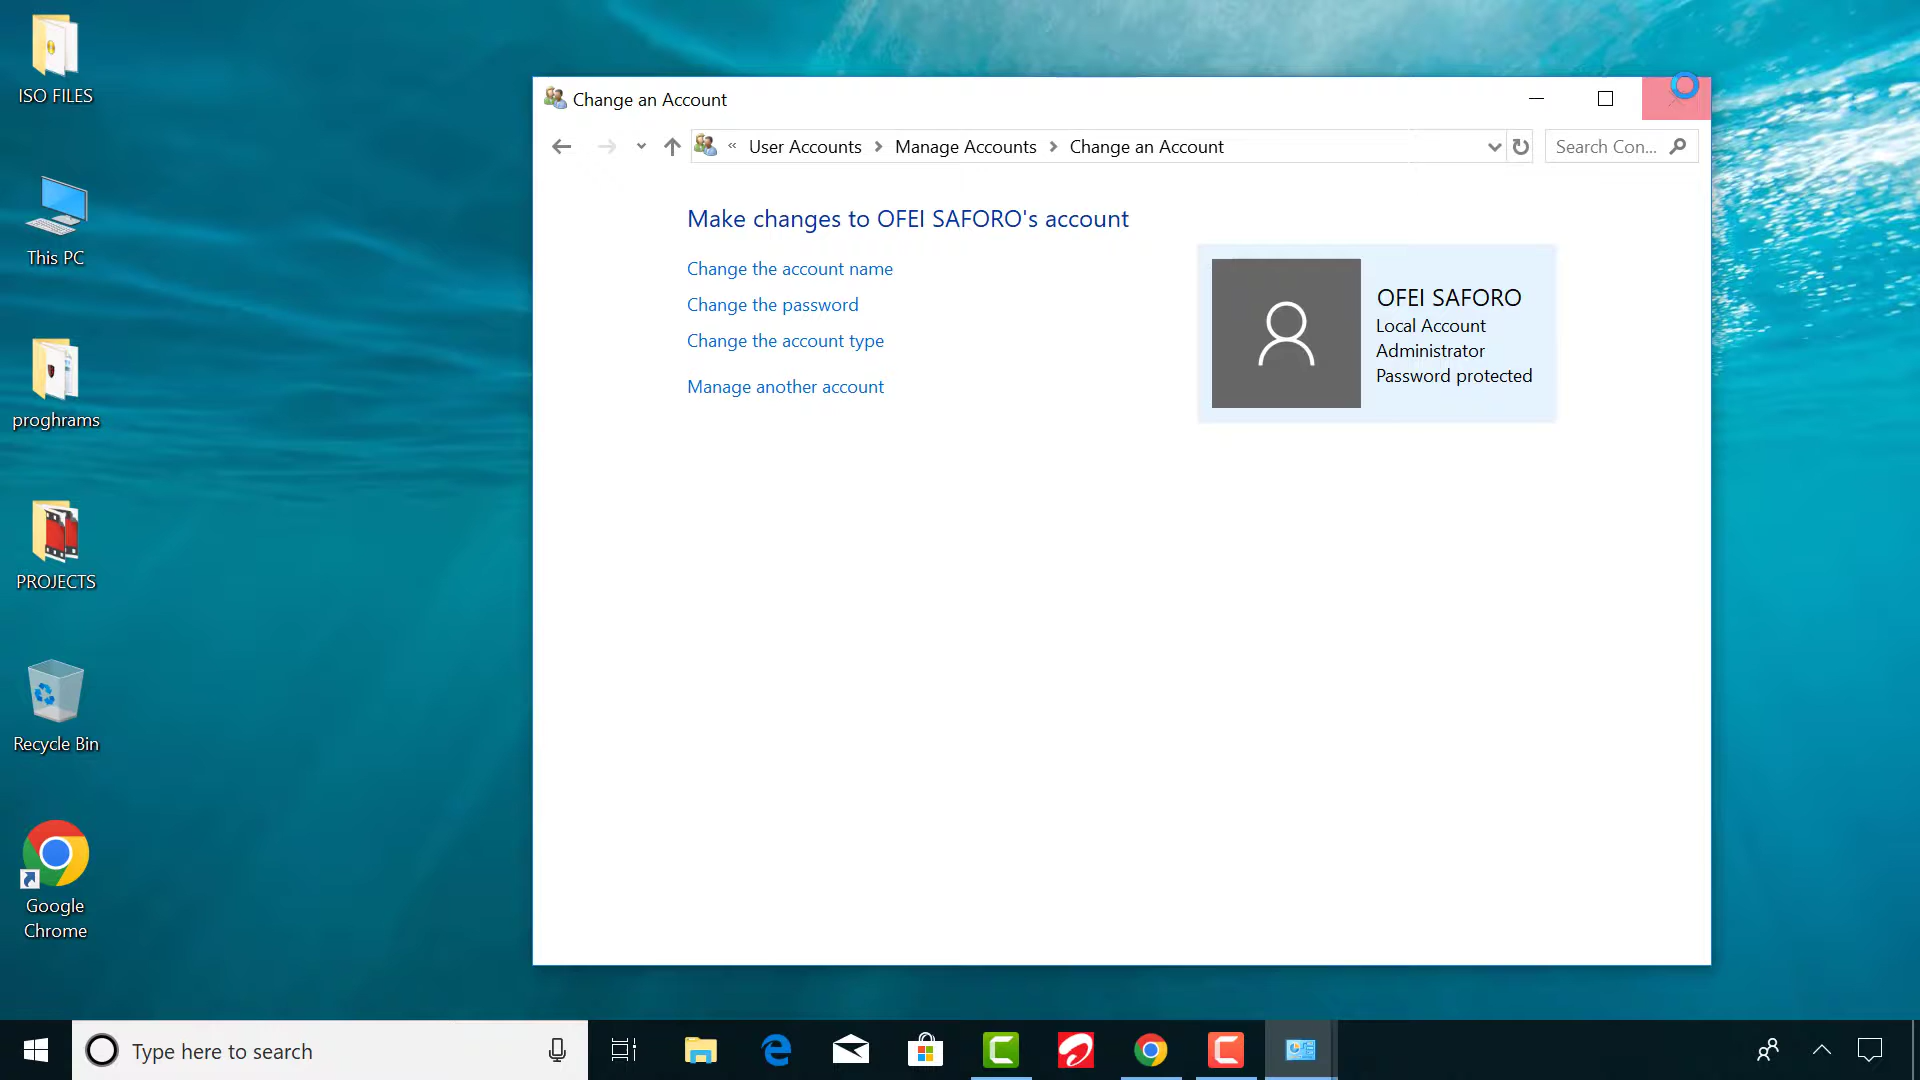 ISO FILES
This PC
proghrams
PROJECTS
Recycle Bin
Google
Chrome
Change an Account
« User Accounts > Manage Accounts > Change an Account
Search Con...
Make changes to OFEI SAFORO's account
Change the account name
Change the password
Change the account type
Manage another account
OFEI SAFORO
Local Account
Administrator
Password protected
Type here to search